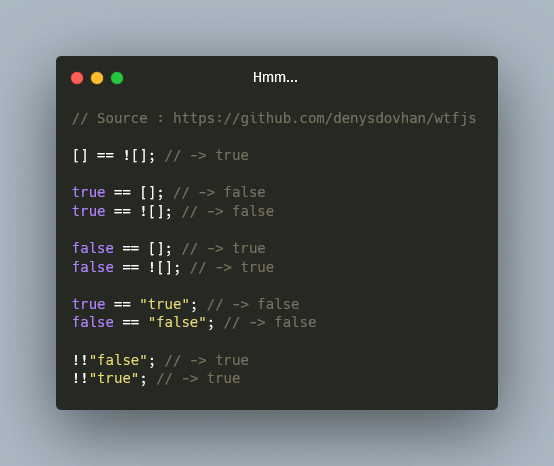 Hmm...
// Source : https://github.com/denysdovhan/wtfjs
[] == ![]; // -> true
true == []; // -> false
true == ![]; // -> false
false == []; // -> true
false == ![]; // -> true
true == "true"; // -> false
false == "false"; // -> false
!!"false"; // -> true
!!"true"; // -> true